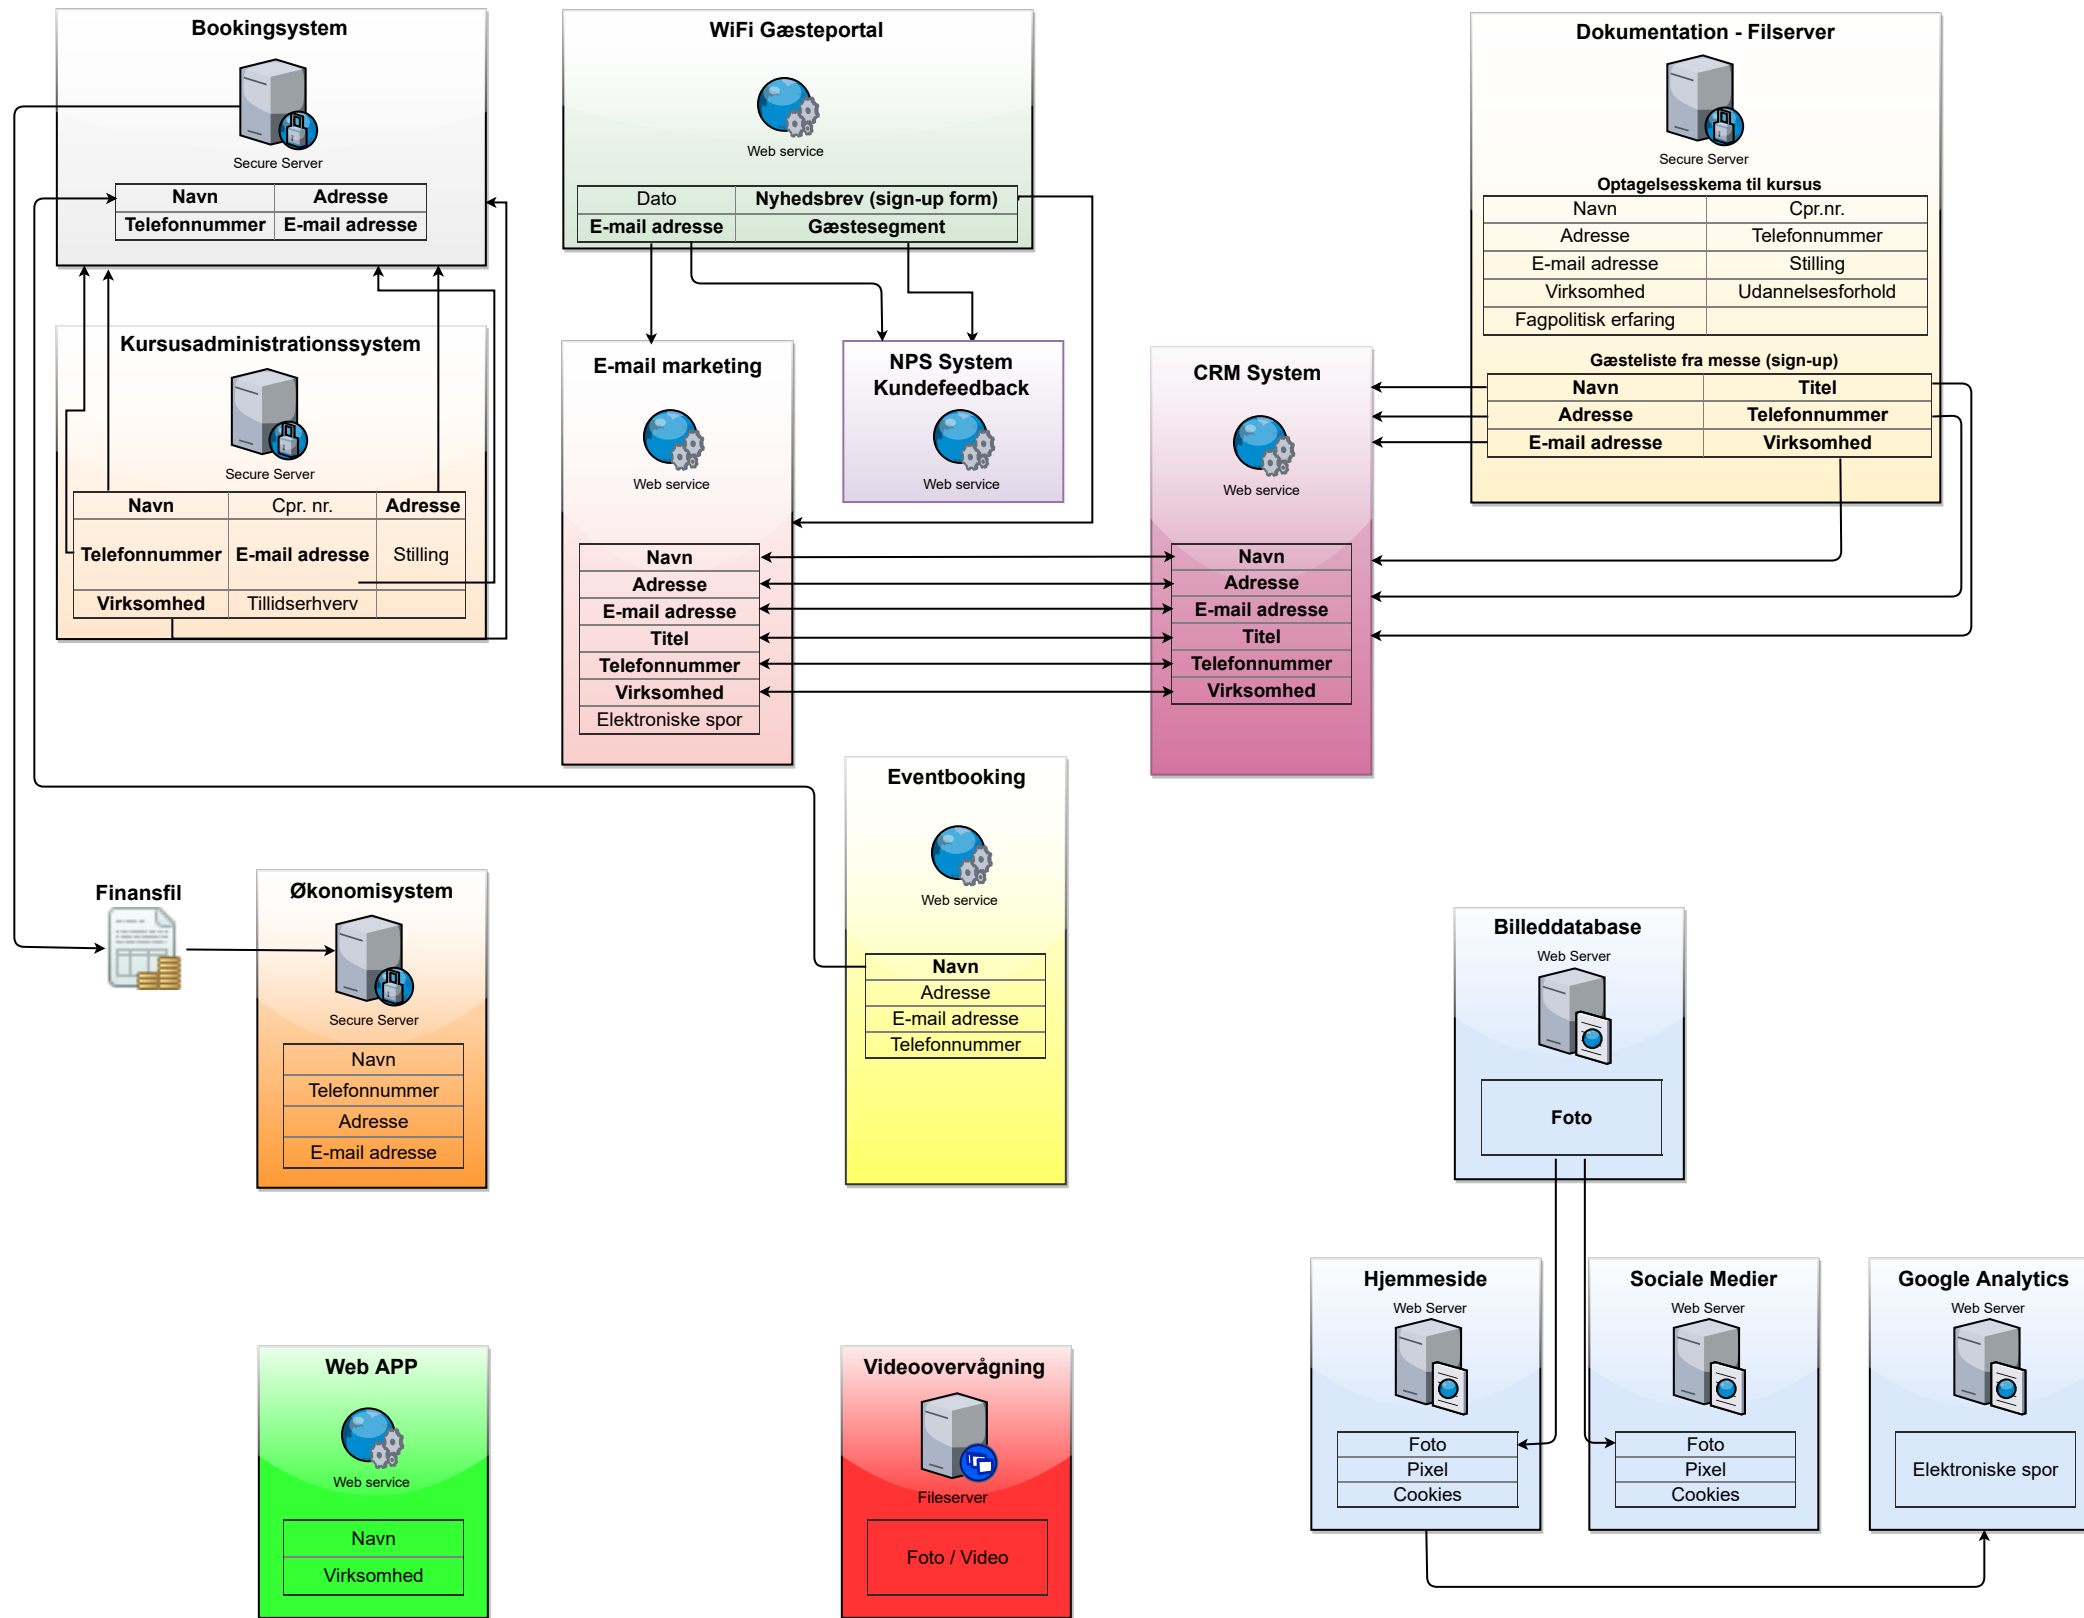 Bookingsystem
Secure Server
Navn Adresse
Telefonnummer E-mail adresse
WiFi Gæsteportal
Web service
Dato Nyhedsbrev (sign-up form)
E-mail adresse Gæstesegment
Dokumentation - Filserver
Secure Server
Optagelsesskema til kursus
Navn Cpr.nr.
Adresse Telefonnummer
E-mail adresse Stilling
Virksomhed Udannelsesforhold
Fagpolitisk erfaring
Gæsteliste fra messe (sign-up)
Navn Titel
Adresse Telefonnummer
E-mail adresse Virksomhed
Kursusadministrationssystem
Secure Server
Navn Cpr. nr. Adresse
Telefonnummer E-mail adresse Stilling
Virksomhed Tillidserhverv
E-mail marketing
Web service
Navn
Adresse
E-mail adresse
Titel
Telefonnummer
Virksomhed
Elektroniske spor
NPS System
Kundefeedback
Web service
CRM System
Web service
Navn
Adresse
E-mail adresse
Titel
Telefonnummer
Virksomhed
Eventbooking
Web service
Navn
Adresse
E-mail adresse
Telefonnummer
Finansfil
Økonomisystem
Secure Server
Navn
Telefonnummer
Adresse
E-mail adresse
Billeddatabase
Web Server
Foto
Hjemmeside
Web Server
Foto
Pixel
Cookies
Sociale Medier
Web Server
Foto
Pixel
Cookies
Google Analytics
Web Server
Elektroniske spor
Web APP
Web service
Navn
Virksomhed
Videoovervågning
Fileserver
Foto / Video